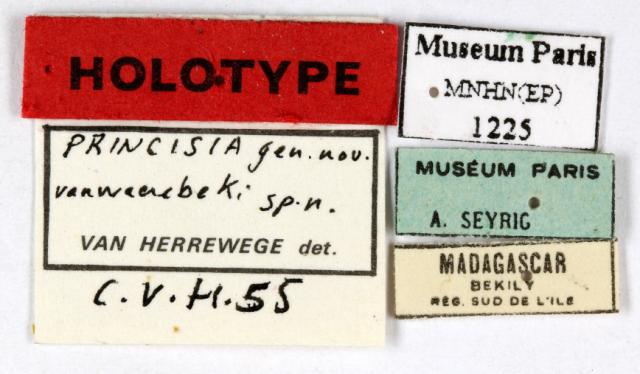 HOLOTYPE
PRINCISIA gen. nov.
vanwaerebeki sp.n.
VAN HERREWEGE det.
C.V.H.55
Museum Paris
MNHN(EP)
1225
MUSÉUM PARIS
A. SEYRIG
MADAGASCAR
BEKILY
RÉG. SUD DE L'ILE